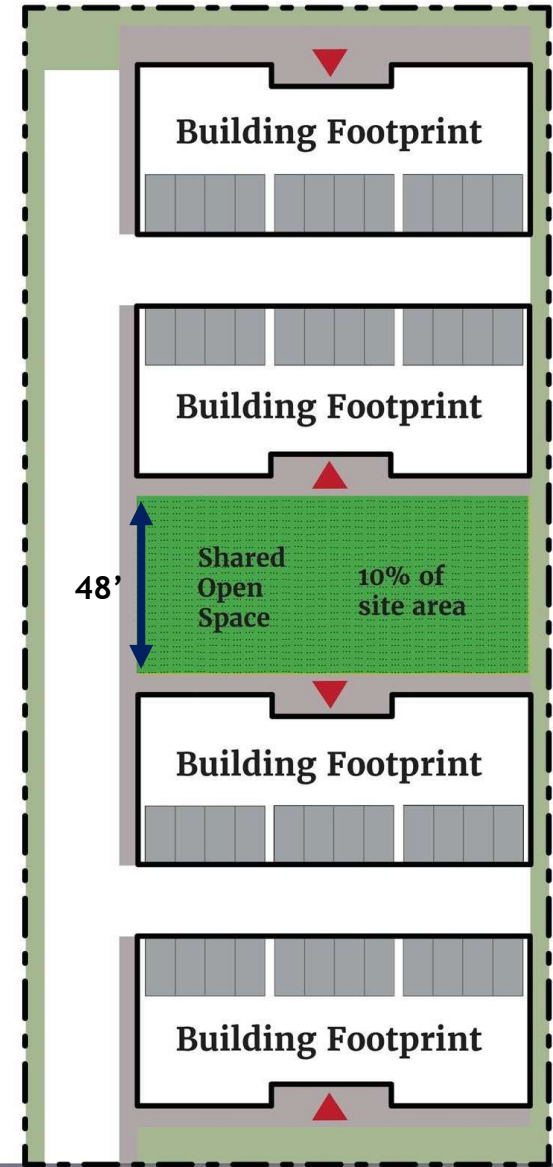 Building Footprint
Building Footprint
48’
Shared
Open
Space
10% of
site area
Building Footprint
Building Footprint